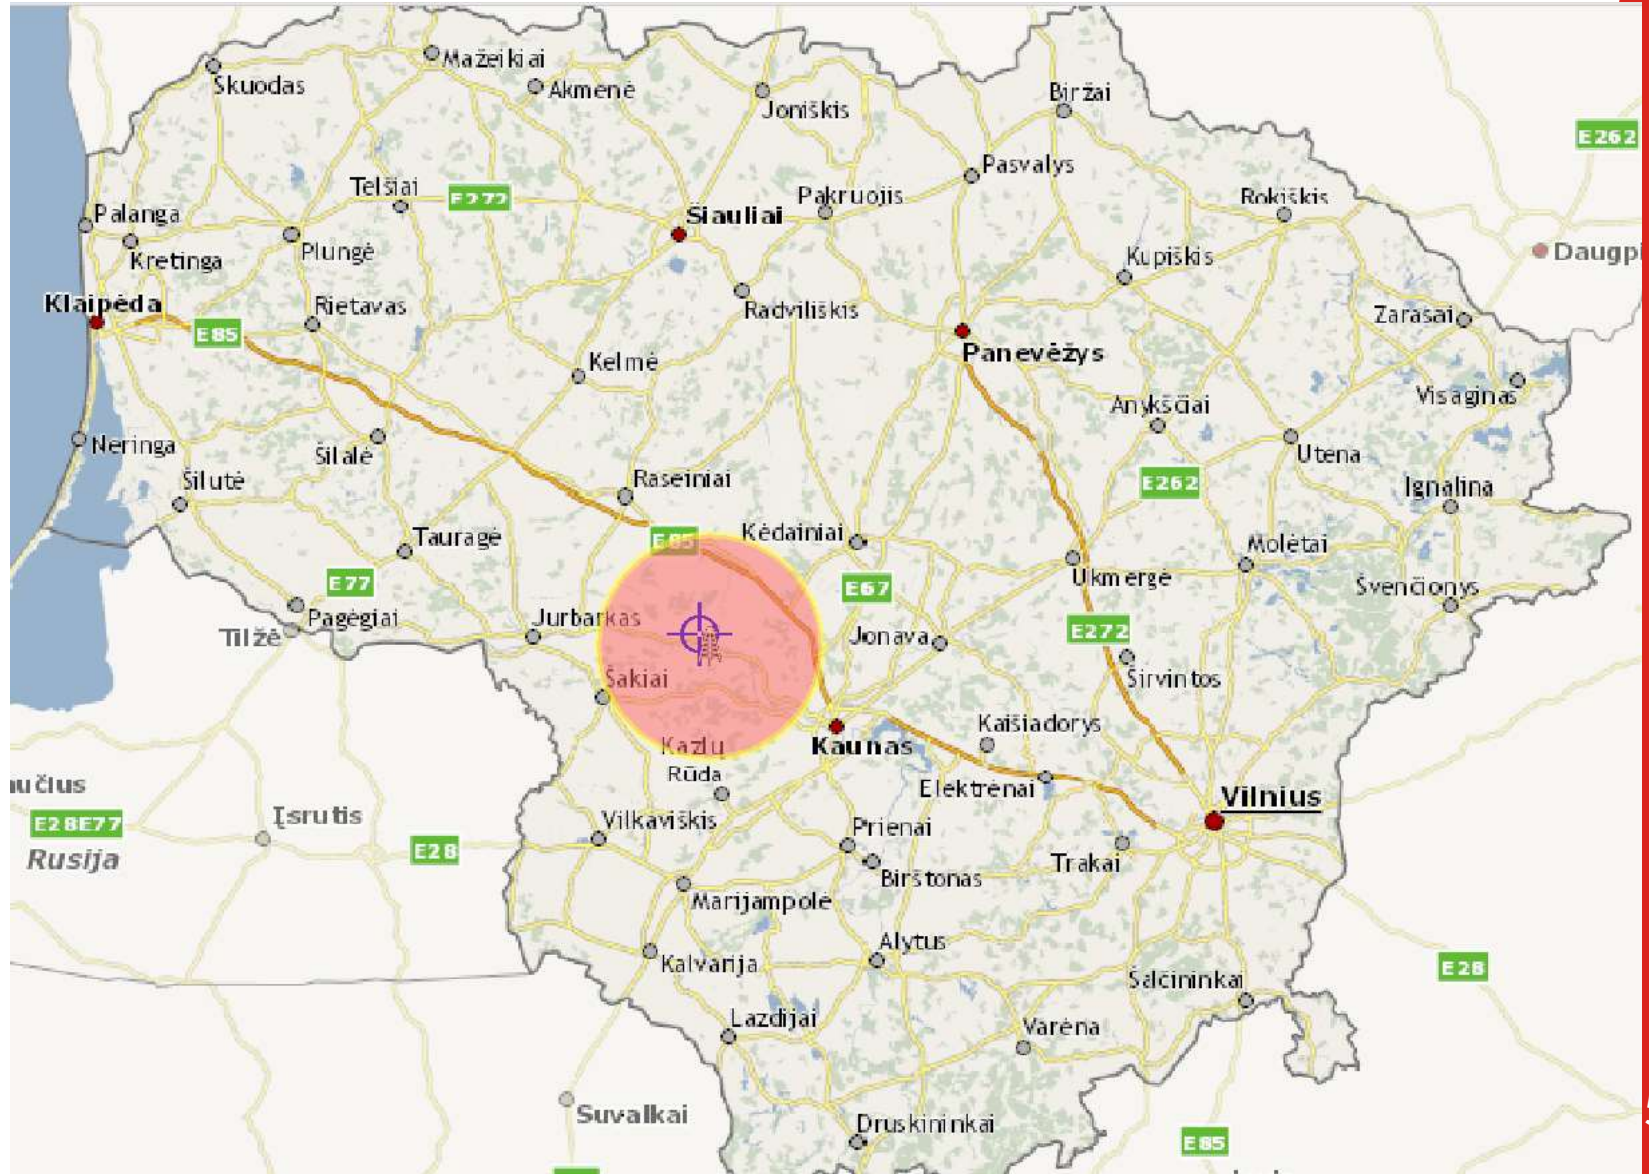 Mažeikiai
Skuodas
Akmenė
Joniškis
Biržai
E262
Pasvalys
Telšiai
E272
Pakruojis
Rokiškis
Palanga
Šiauliai
Kretinga
Plungė
Kupiškis
Daugpi
Klaipėda
Rietavas
Radviliškis
Zarasai
E85
Panevėžys
Kelmė
Visaginas
Anykščiai
Neringa
Šilalė
Utena
Šilutė
Raseiniai
E262
Ignalina
Tauragė
E85
Kėdainiai
Molėtai
E77
E67
Ukmergė
Švenčionys
Pagėgiai
Jurbarkas
Tilžė
Jonava
E272
Šakiai
Širvintos
Kaišiadorys
Kazlų
Rūda
Kaunas
Elektrėnai
Vilnius
učius
E28E77
Įsrutis
Vilkaviškis
Prienai
Rusija
E28
Trakai
Birštonas
Marijampolė
Alytus
Kalvarija
E28
Šalčininkai
Lazdijai
Varėna
Suvalkai
Druskininkai
E85